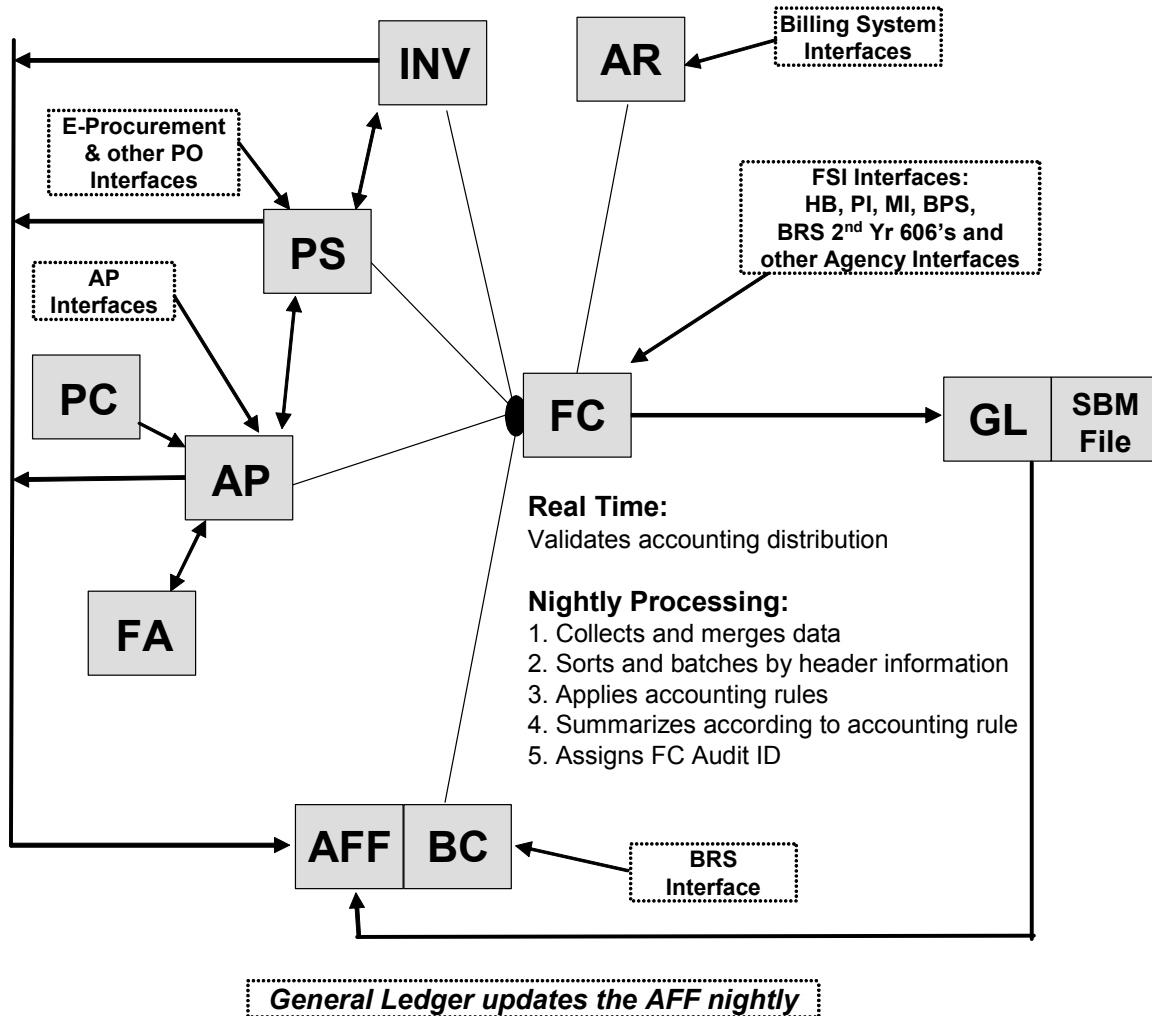 INV
AR
Billing System
Interfaces
E-Procurement
& other PO
Interfaces
PS
FSI Interfaces:
HB, PI, MI, BPS,
BRS 2nd Yr 606’s and
other Agency Interfaces
AP
Interfaces
PC
AP
FA
FC
GL
SBM
File
Real Time:
Validates accounting distribution
Nightly Processing:
1. Collects and merges data
2. Sorts and batches by header information
3. Applies accounting rules
4. Summarizes according to accounting rule
5. Assigns FC Audit ID
AFF
BC
BRS
Interface
General Ledger updates the AFF nightly